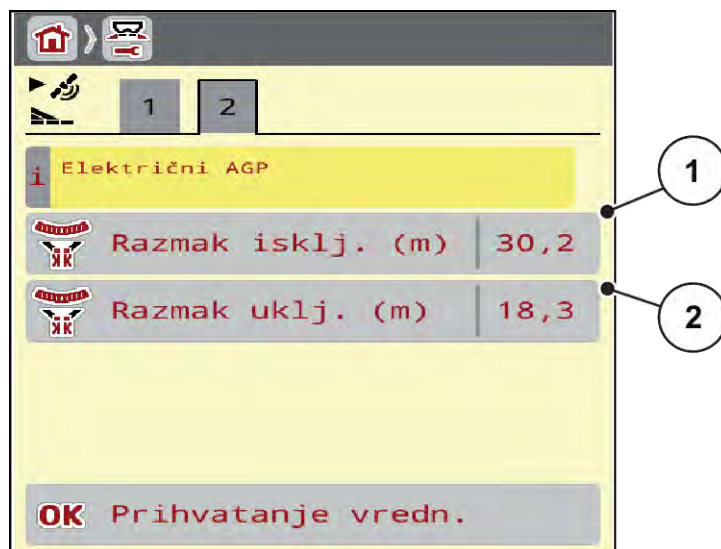 1 2
i Električni AGP
Razmak isklj. (m) 30,2
1
Razmak uklj. (m) 18,3
2
OK Prihvatanje vredn.